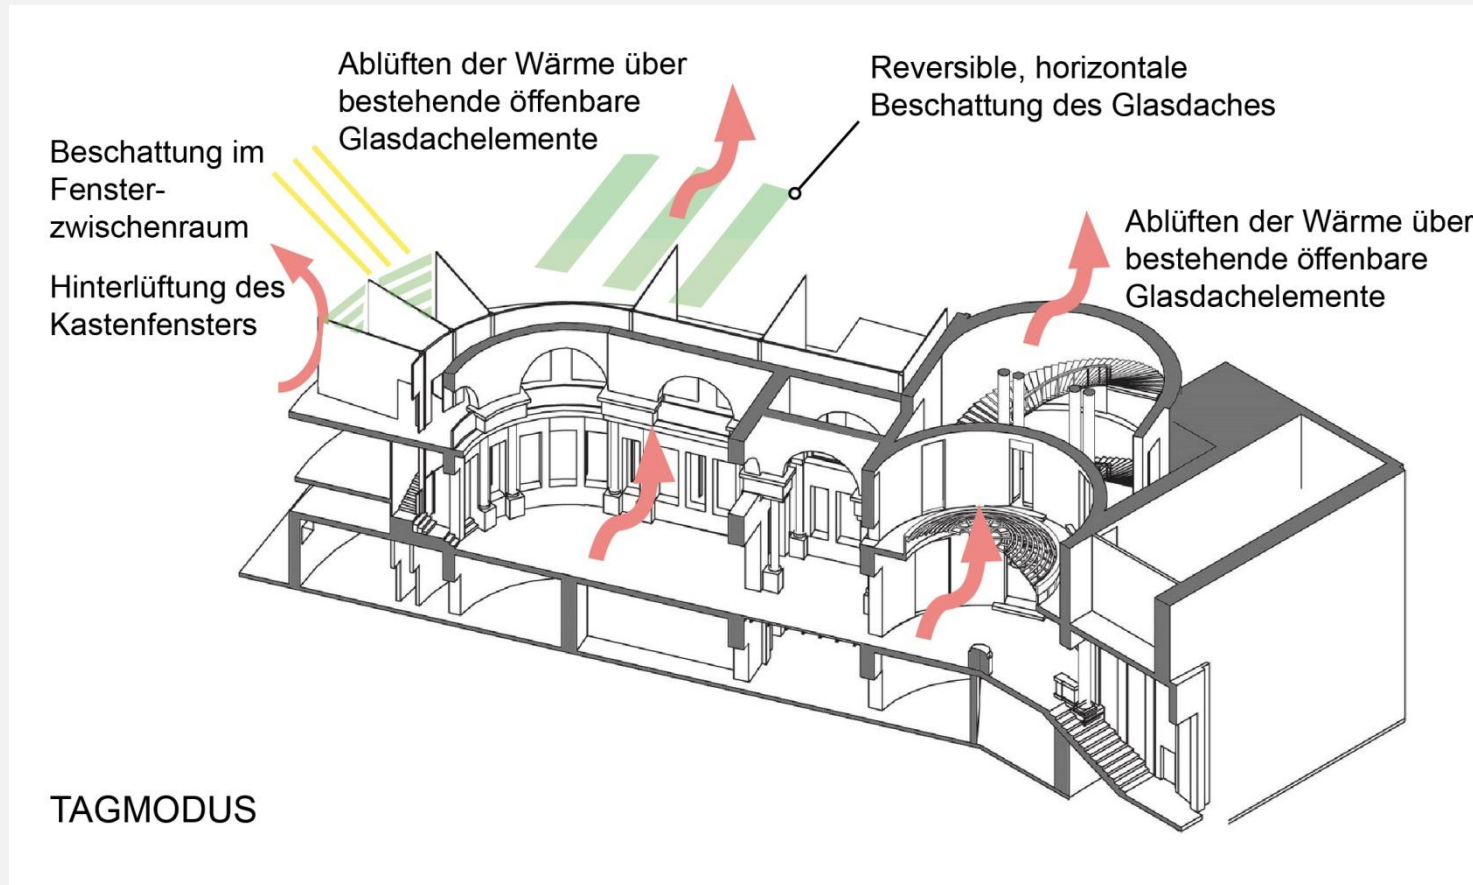 Ablüften der Wärme über
bestehende öffenbare
Glasdachelemente
Reversible, horizontale
Beschattung des Glasdaches
Beschattung im
Fenster-
zwischenraum
Hinterlüftung des
Kastenfensters
Ablüften der Wärme über
bestehende öffenbare
Glasdachelemente
TAGMODUS